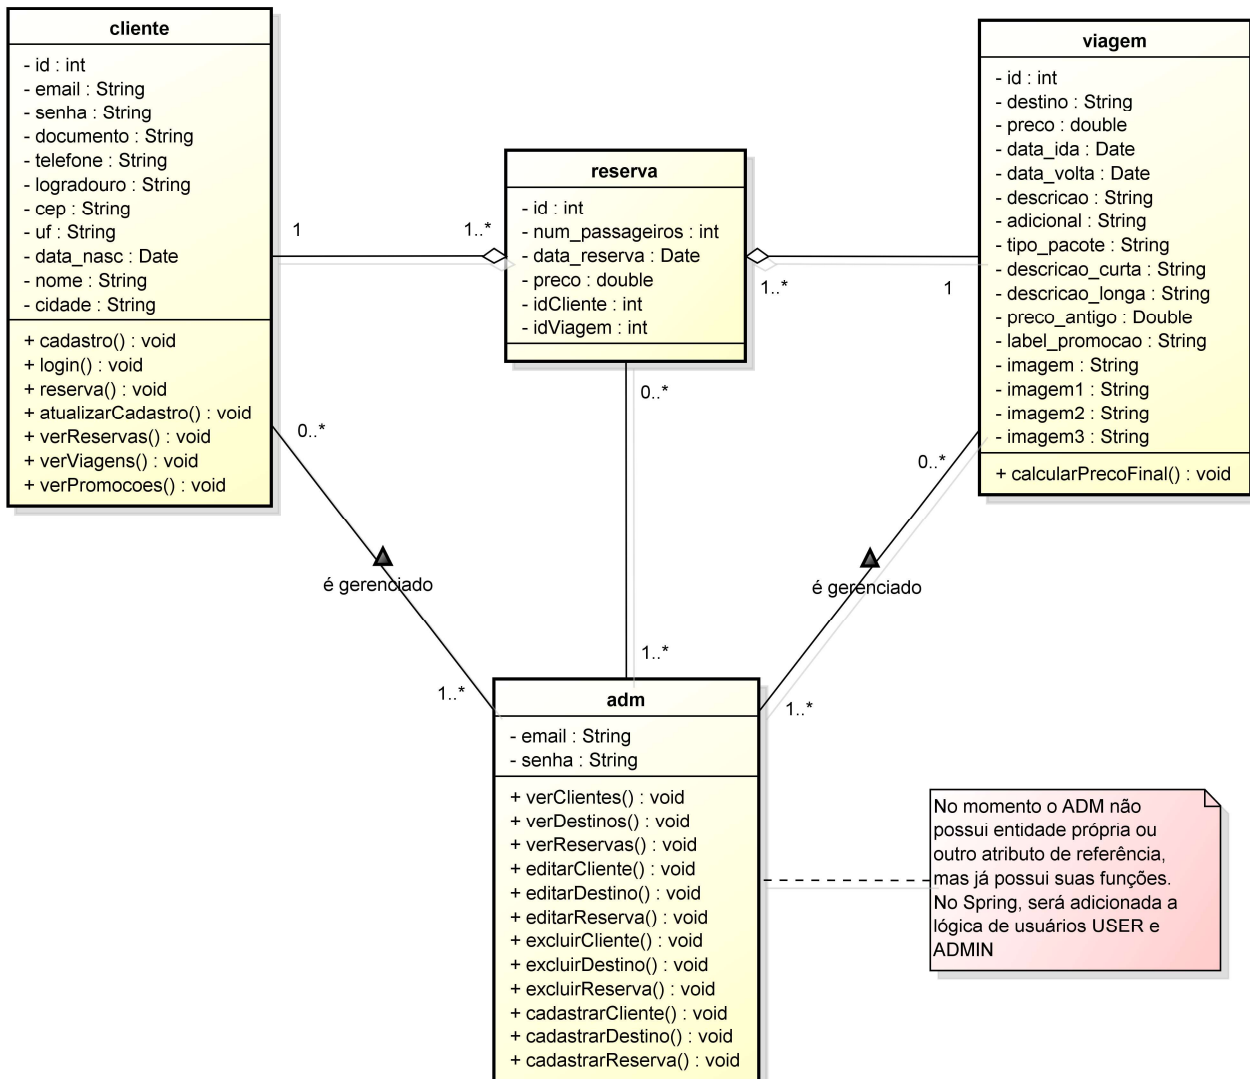 cliente
- id : int
- email : String
- senha : String
- documento : String
- telefone : String
- logradouro : String
- cep : String
- uf : String
- data_nasc : Date
- nome : String
- cidade : String
+ cadastro() : void
+ login() : void
+ reserva() : void
+ atualizarCadastro() : void
+ verReservas() : void
+ verViagens() : void
+ verPromocoes() : void
1
1..*
reserva
- id : int
- num_passageiros : int
- data_reserva : Date
- preco : double
- idCliente : int
- idViagem : int
1..*
1
viagem
- id : int
- destino : String
- preco : double
- data_ida : Date
- data_volta : Date
- descricao : String
- adicional : String
- tipo_pacote : String
- descricao_curta : String
- descricao_longa : String
- preco_antigo : Double
- label_promocao : String
- imagem : String
- imagem1 : String
- imagem2 : String
- imagem3 : String
+ calcularPrecoFinal() : void
0..*
é gerenciado
1..*
0..*
1..*
0..*
é gerenciado
1..*
adm
- email : String
- senha : String
+ verClientes() : void
+ verDestinos() : void
+ verReservas() : void
+ editarCliente() : void
+ editarDestino() : void
+ editarReserva() : void
+ excluirCliente() : void
+ excluirDestino() : void
+ excluirReserva() : void
+ cadastrarCliente() : void
+ cadastrarDestino() : void
+ cadastrarReserva() : void
No momento o ADM não
possui entidade própria ou
outro atributo de referência,
mas já possui suas funções.
No Spring, será adicionada a
lógica de usuários USER e
ADMIN